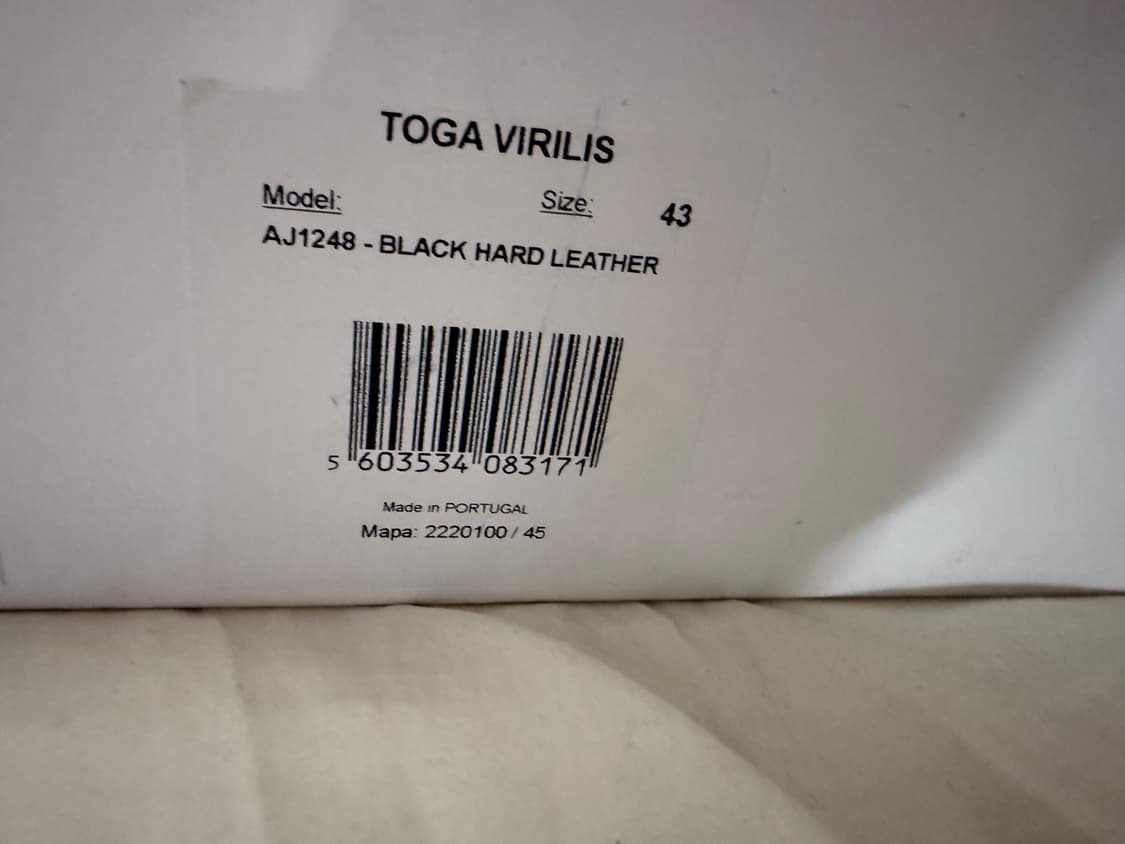 TOGA VIRILIS
Model: Size: 43
AJ1248 - BLACK HARD LEATHER
5 603534 083171
Made in PORTUGAL
Mapa: 2220100 / 45